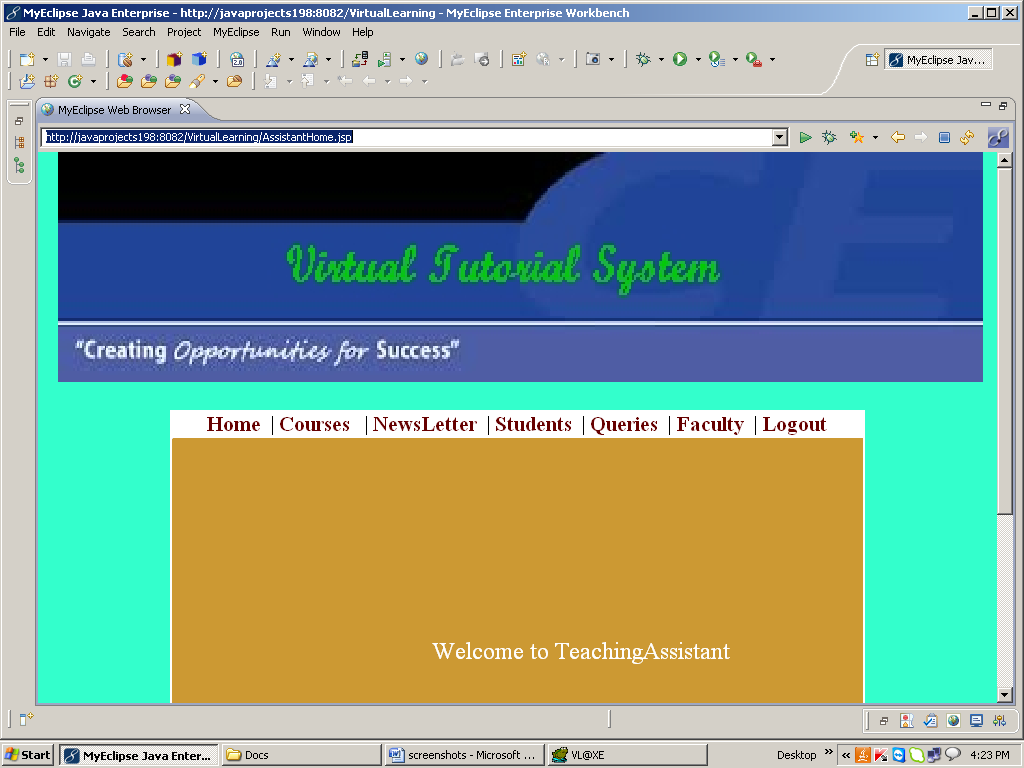 MyEclipse Java Enterprise - http://javaprojects198:8082/VirtualLearning - MyEclipse Enterprise Workbench
File Edit Navigate Search Project MyEclipse Run Window Help
2.0
MyEclipse Jav...
MyEclipse Web Browser
http://javaprojects198:8082/VirtualLearning/AssistantHome.jsp
CE
Virtual Tutorial System
"Creating Opportunities for Success"
Home | Courses | NewsLetter | Students | Queries | Faculty | Logout
Welcome to TeachingAssistant
Start MyEclipse Java Enter... Docs screenshots - Microsoft ... VL@XE Desktop » « 4:23 PM